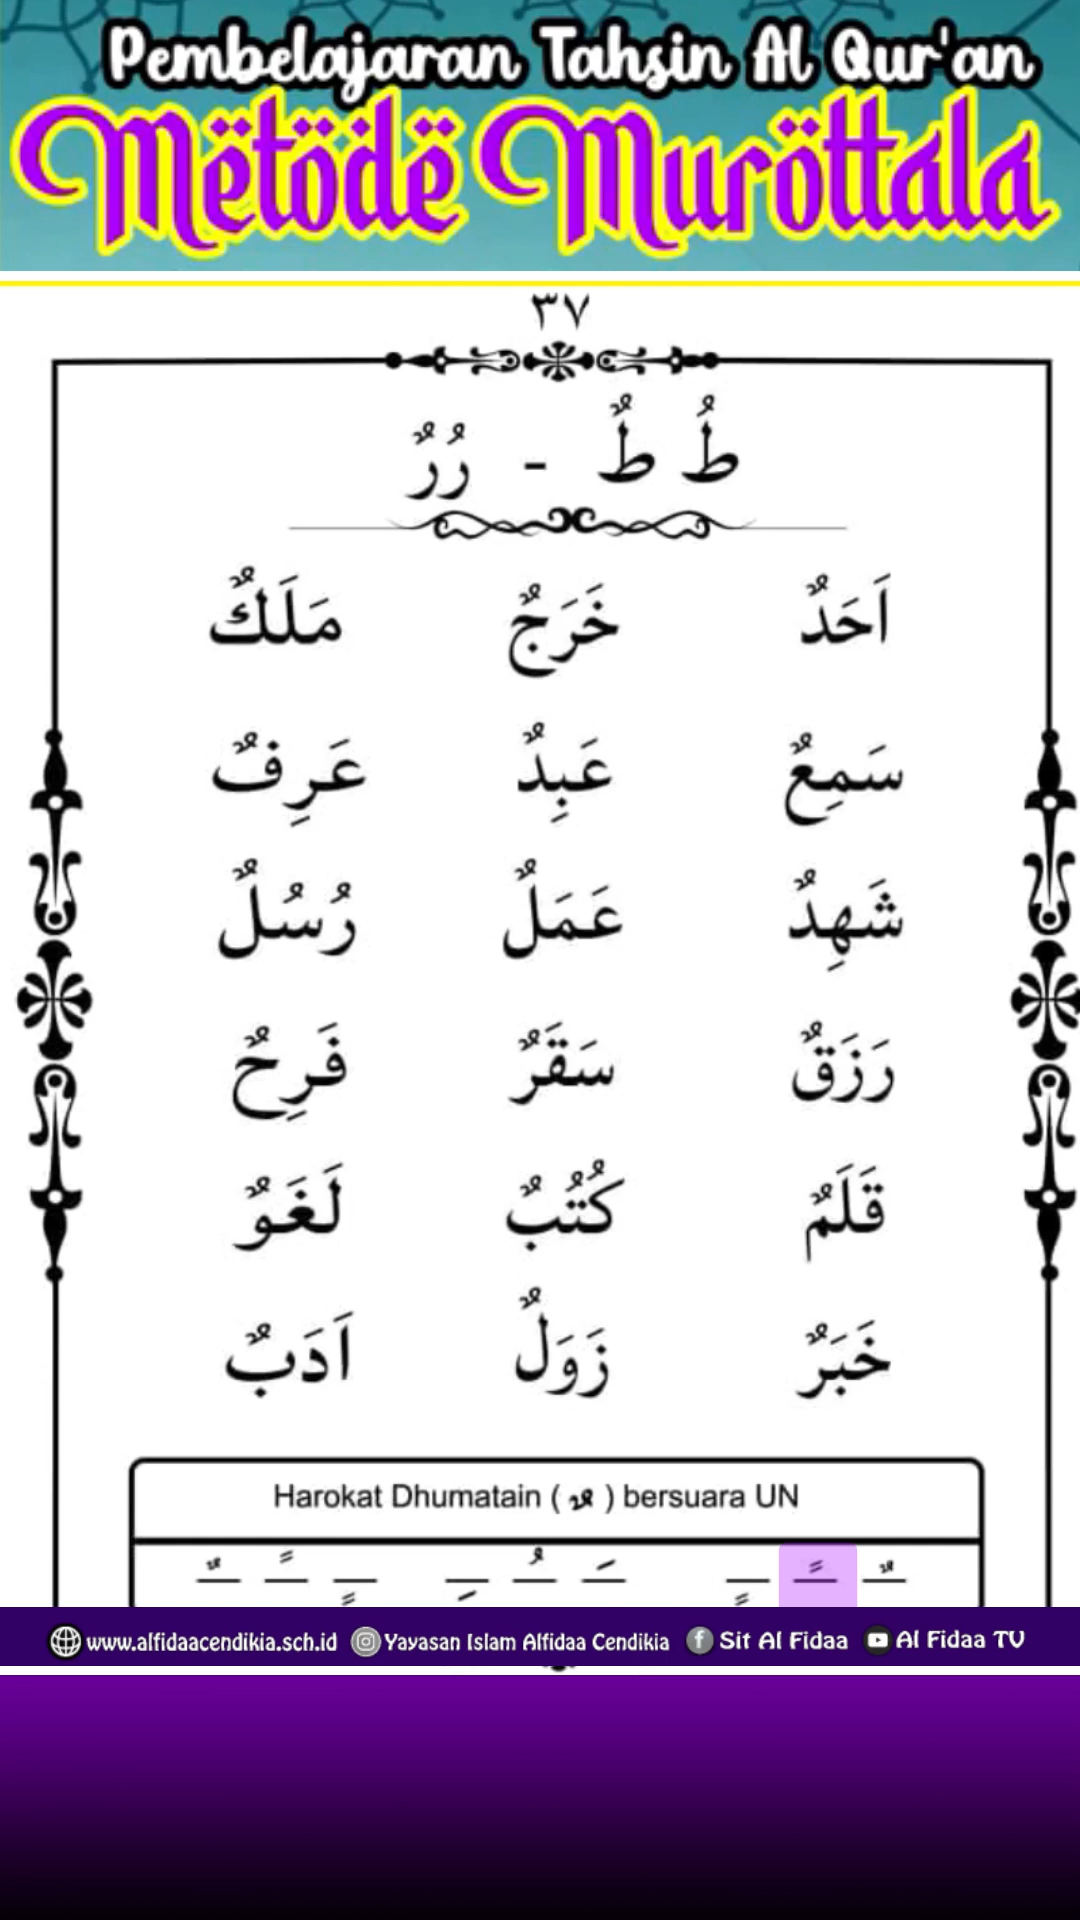 Pembelajaran Tahsin Al Qur'an
Mëtödë Muröttala
٣٧
طُ طٌ - رُرٌ
اَحَدٌ خَرَجٌ مَلَكٌ
سَمِعٌ عَبِدٌ عَرِفٌ
شَهِدٌ عَمَلٌ رُسُلٌ
رَزَقٌ سَقَرٌ فَرِحٌ
قَلَمٌ كُتُبٌ لَغَوٌ
خَبَرٌ زَوَلٌ اَدَبٌ
Harokat Dhumatain ( ٌ ) bersuara UN
www.alfidaacendikia.sch.id Yayasan Islam Alfidaa Cendikia Sit Al Fidaa Al Fidaa TV